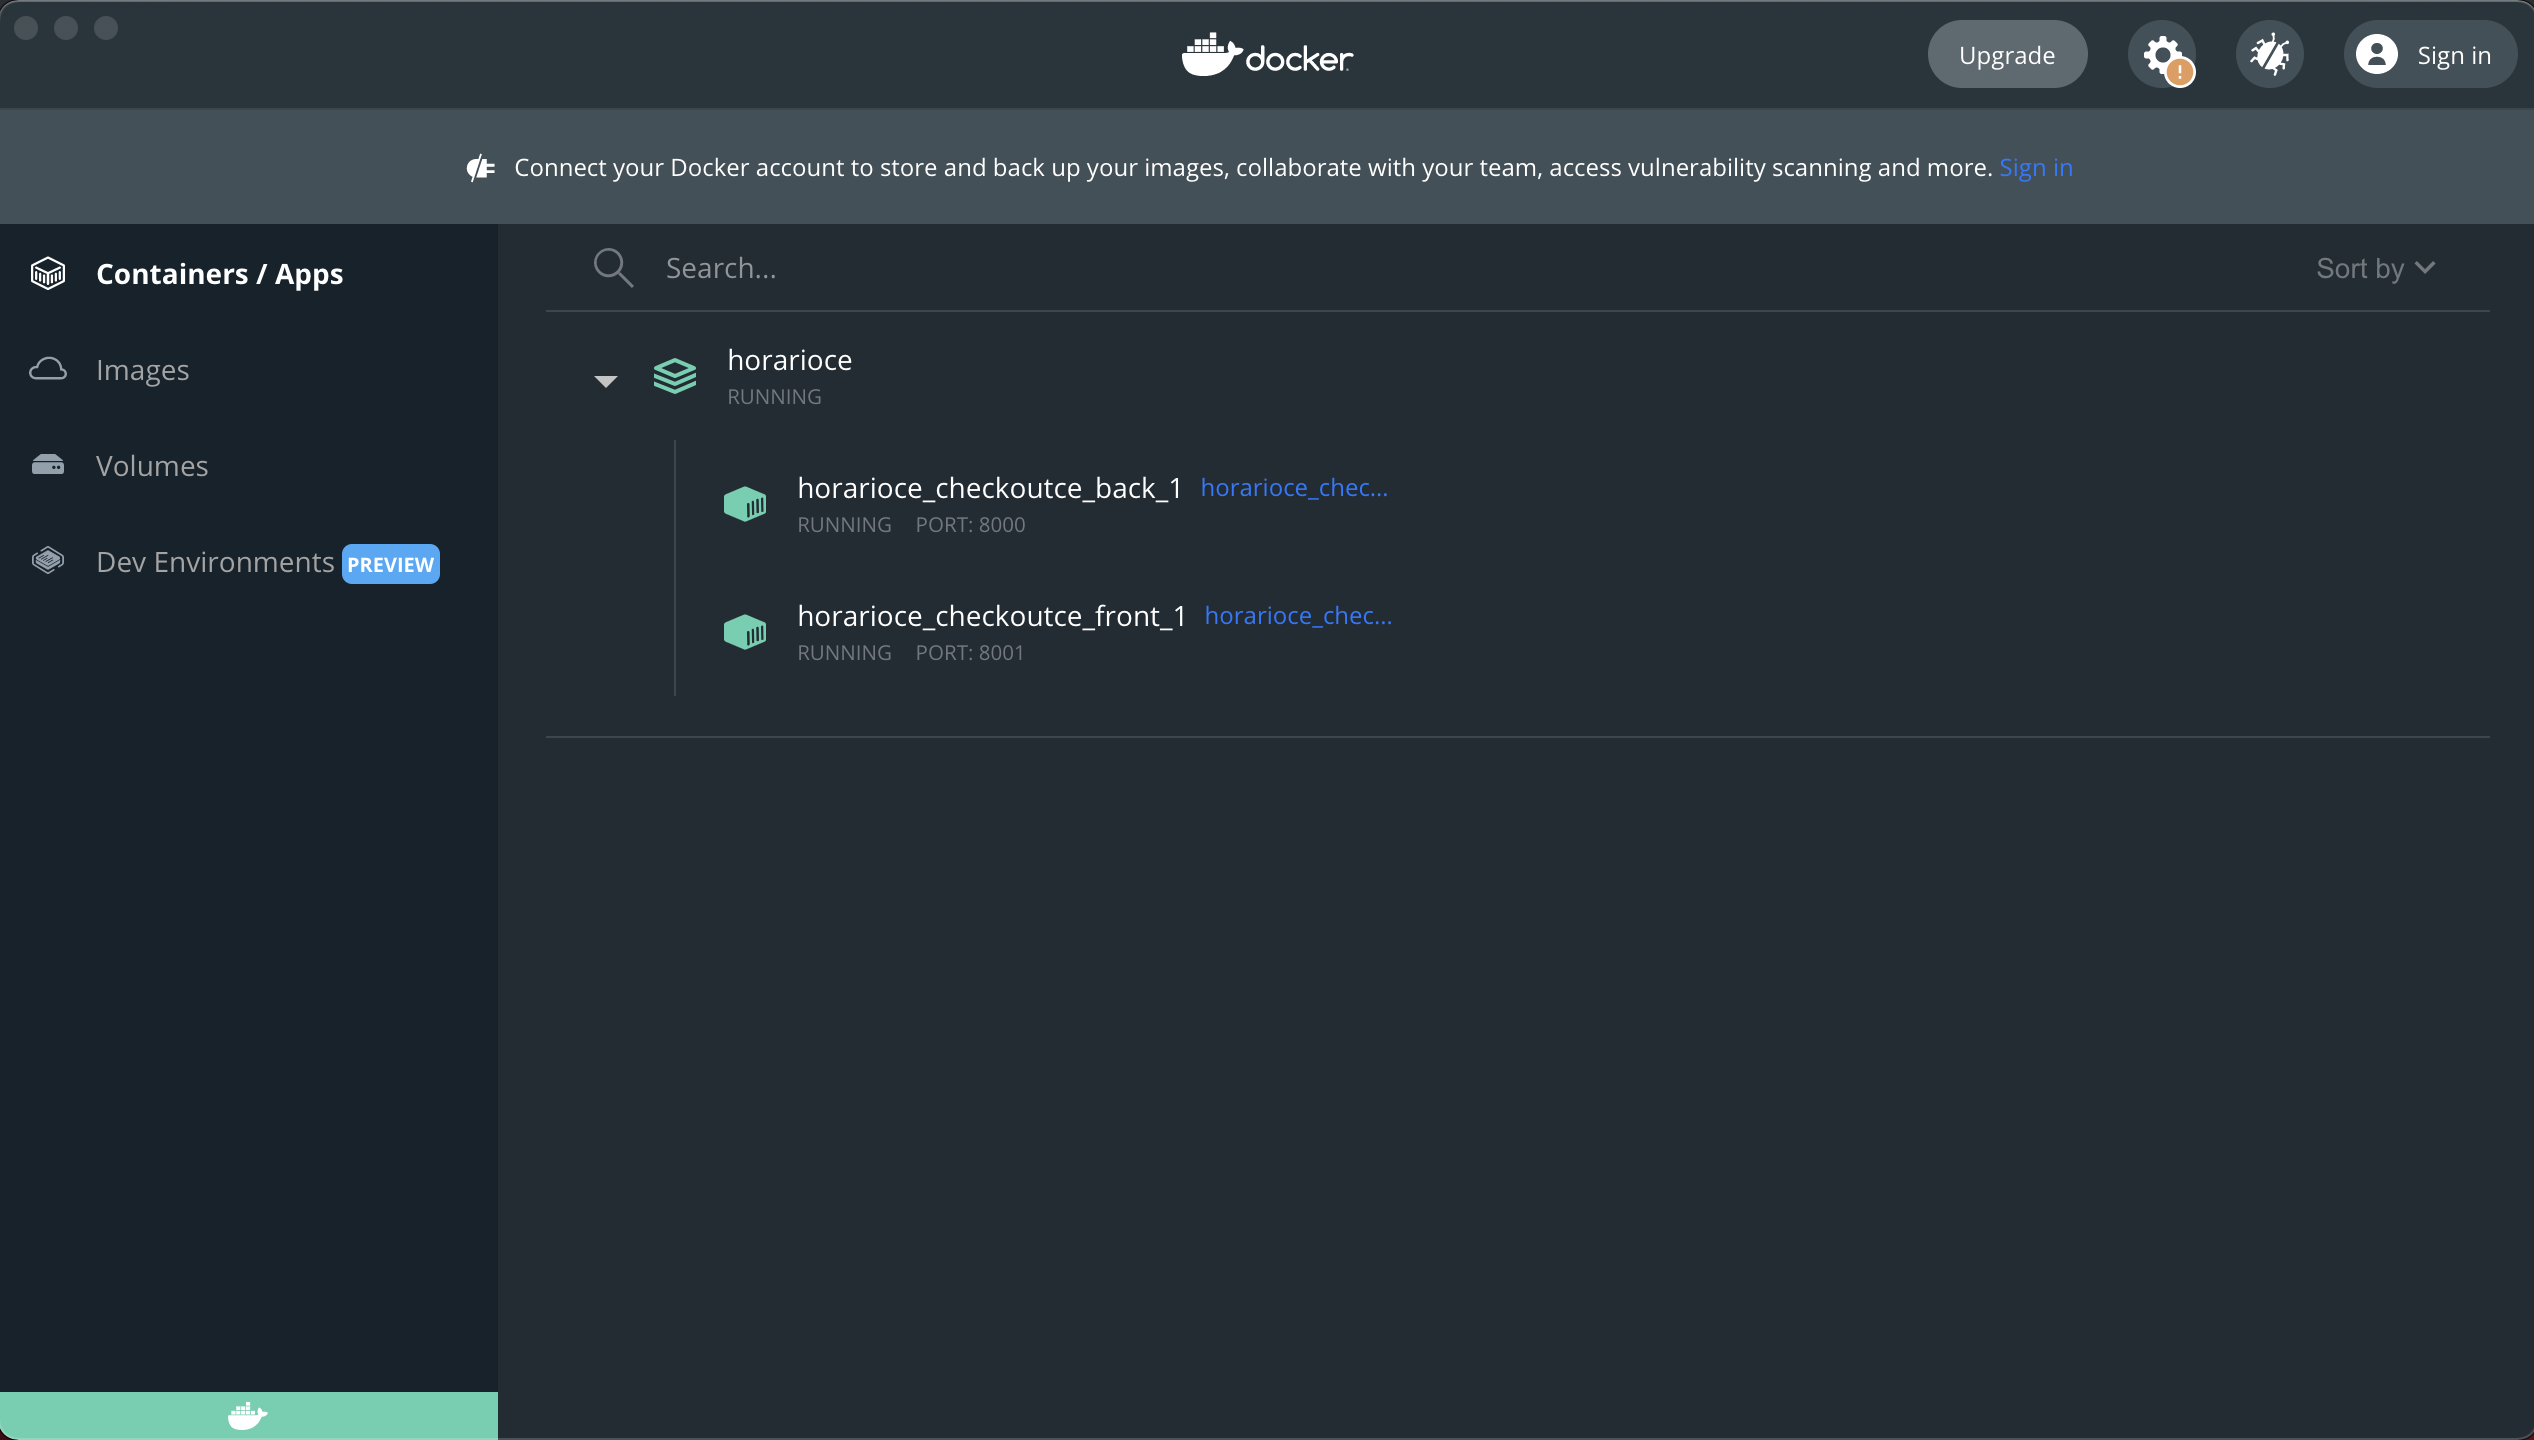 docker
Upgrade
Sign in
Connect your Docker account to store and back up your images, collaborate with your team, access vulnerability scanning and more. Sign in
Containers / Apps
Images
Volumes
Dev Environments PREVIEW
Search...
Sort by
horarioce
RUNNING
horarioce_checkoutce_back_1 horarioce_chec...
RUNNING PORT: 8000
horarioce_checkoutce_front_1 horarioce_chec...
RUNNING PORT: 8001